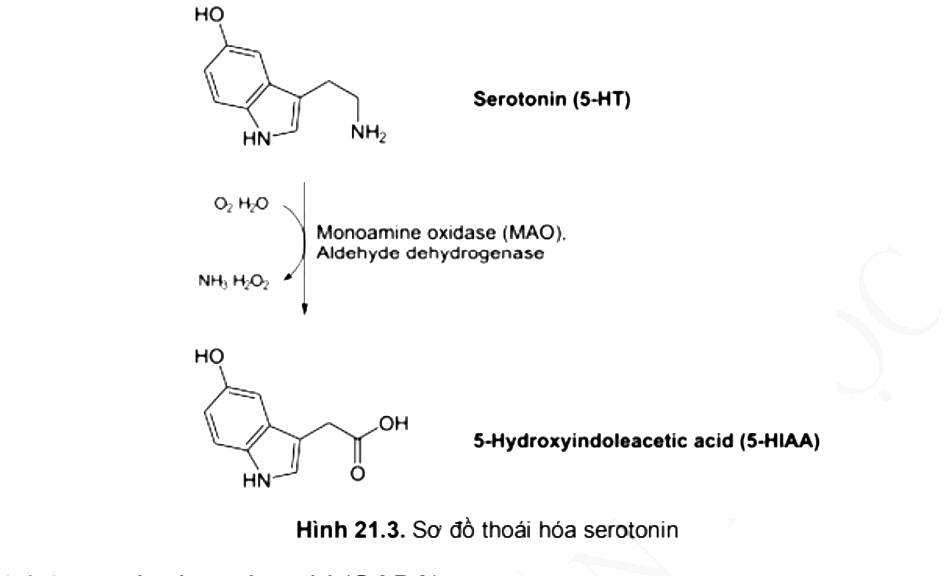 HO
Serotonin (5-HT)
HN
NH₂
O₂ H₂O
Monoamine oxidase (MAO),
Aldehyde dehydrogenase
NH₃ H₂O₂
HO
OH
5-Hydroxyindoleacetic acid (5-HIAA)
HN
O
Hình 21.3. Sơ đồ thoái hóa serotonin